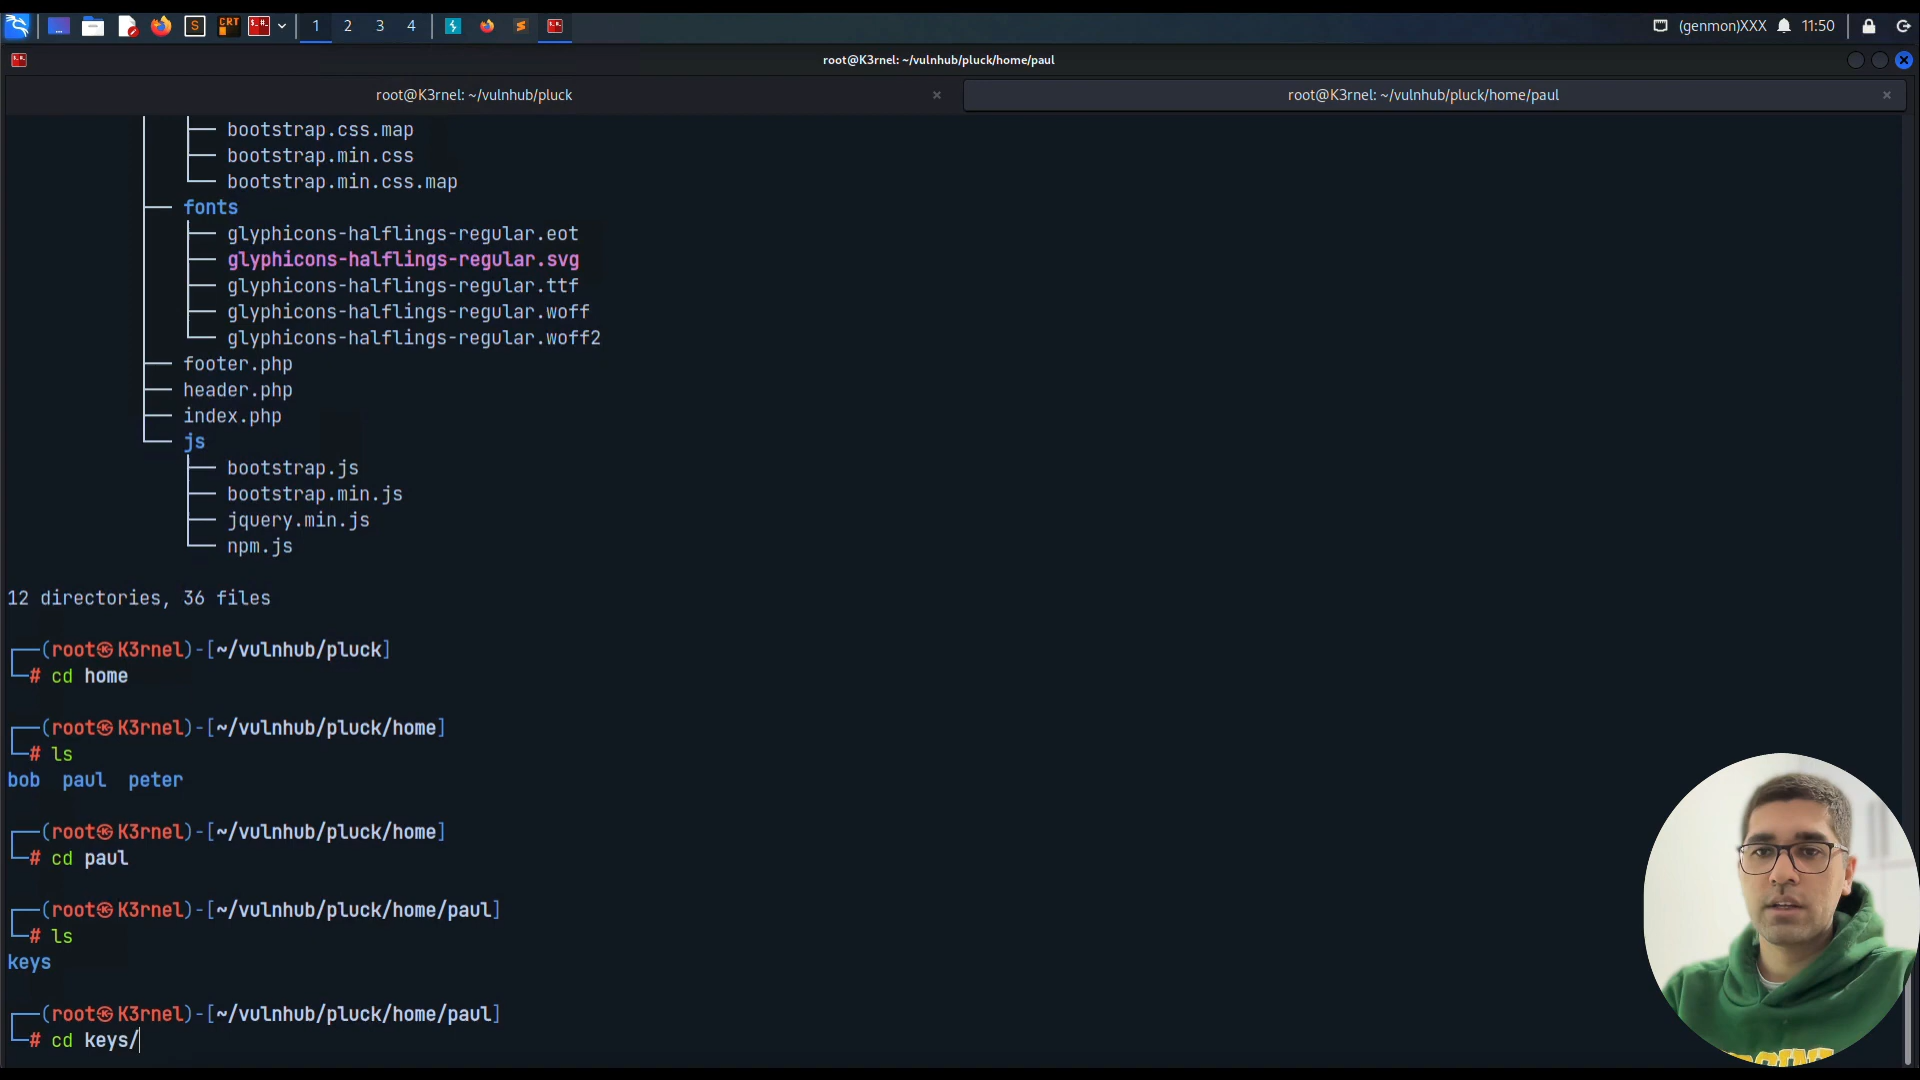 CRT
1
2
3
4
(genmon)XXX
11:50
root@K3rnel: ~/vulnhub/pluck/home/paul
root@K3rnel: ~/vulnhub/pluck
root@K3rnel: ~/vulnhub/pluck/home/paul
bootstrap.css.map
bootstrap.min.css
bootstrap.min.css.map
fonts
glyphicons-halflings-regular.eot
glyphicons-halflings-regular.svg
glyphicons-halflings-regular.ttf
glyphicons-halflings-regular.woff
glyphicons-halflings-regular.woff2
footer.php
header.php
index.php
js
bootstrap.js
bootstrap.min.js
jquery.min.js
npm.js
12 directories, 36 files
┌──(root㉿K3rnel)-[~/vulnhub/pluck]
└─# cd home
┌──(root㉿K3rnel)-[~/vulnhub/pluck/home]
└─# ls
bob  paul  peter
┌──(root㉿K3rnel)-[~/vulnhub/pluck/home]
└─# cd paul
┌──(root㉿K3rnel)-[~/vulnhub/pluck/home/paul]
└─# ls
keys
┌──(root㉿K3rnel)-[~/vulnhub/pluck/home/paul]
└─# cd keys/